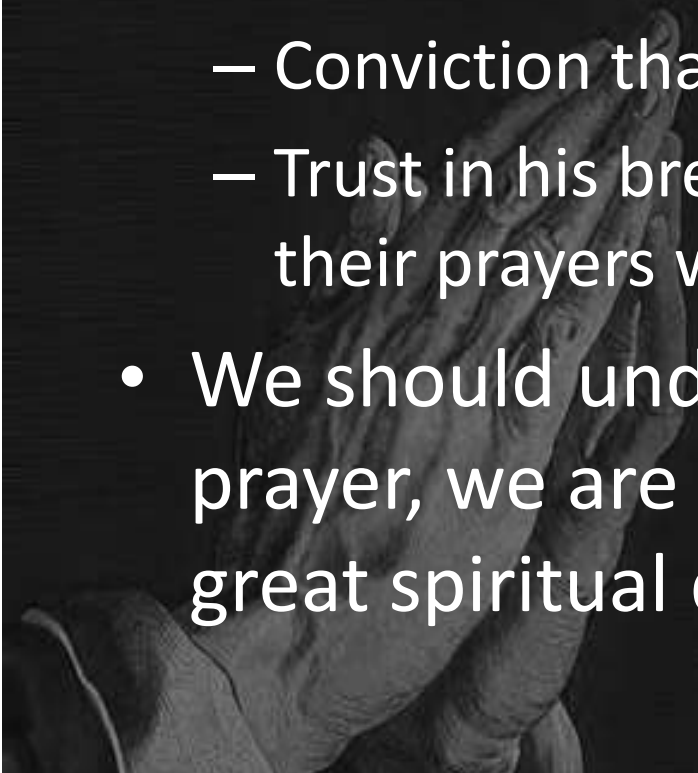 – Conviction
– Trust in his
their prayers
• We should
prayer, we are
great spiritual